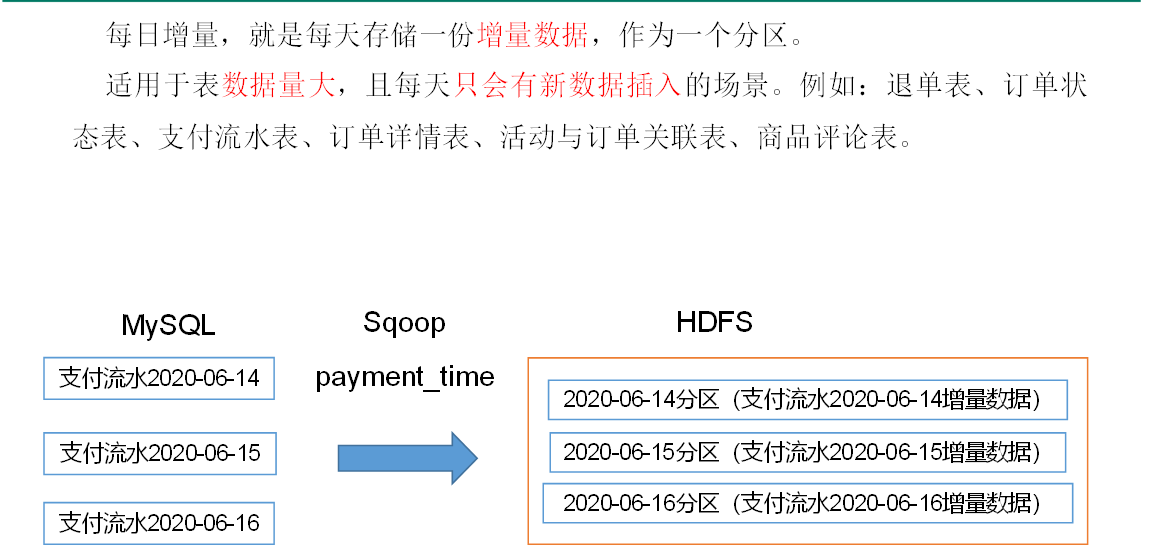 每日增量，就是每天存储一份增量数据，作为一个分区。
适用于表数据量大，且每天只会有新数据插入的场景。例如：退单表、订单状
态表、支付流水表、订单详情表、活动与订单关联表、商品评论表。
MySQL
Sqoop
HDFS
支付流水2020-06-14
payment_time
2020-06-14分区（支付流水2020-06-14增量数据）
支付流水2020-06-15
2020-06-15分区（支付流水2020-06-15增量数据）
支付流水2020-06-16
2020-06-16分区（支付流水2020-06-16增量数据）